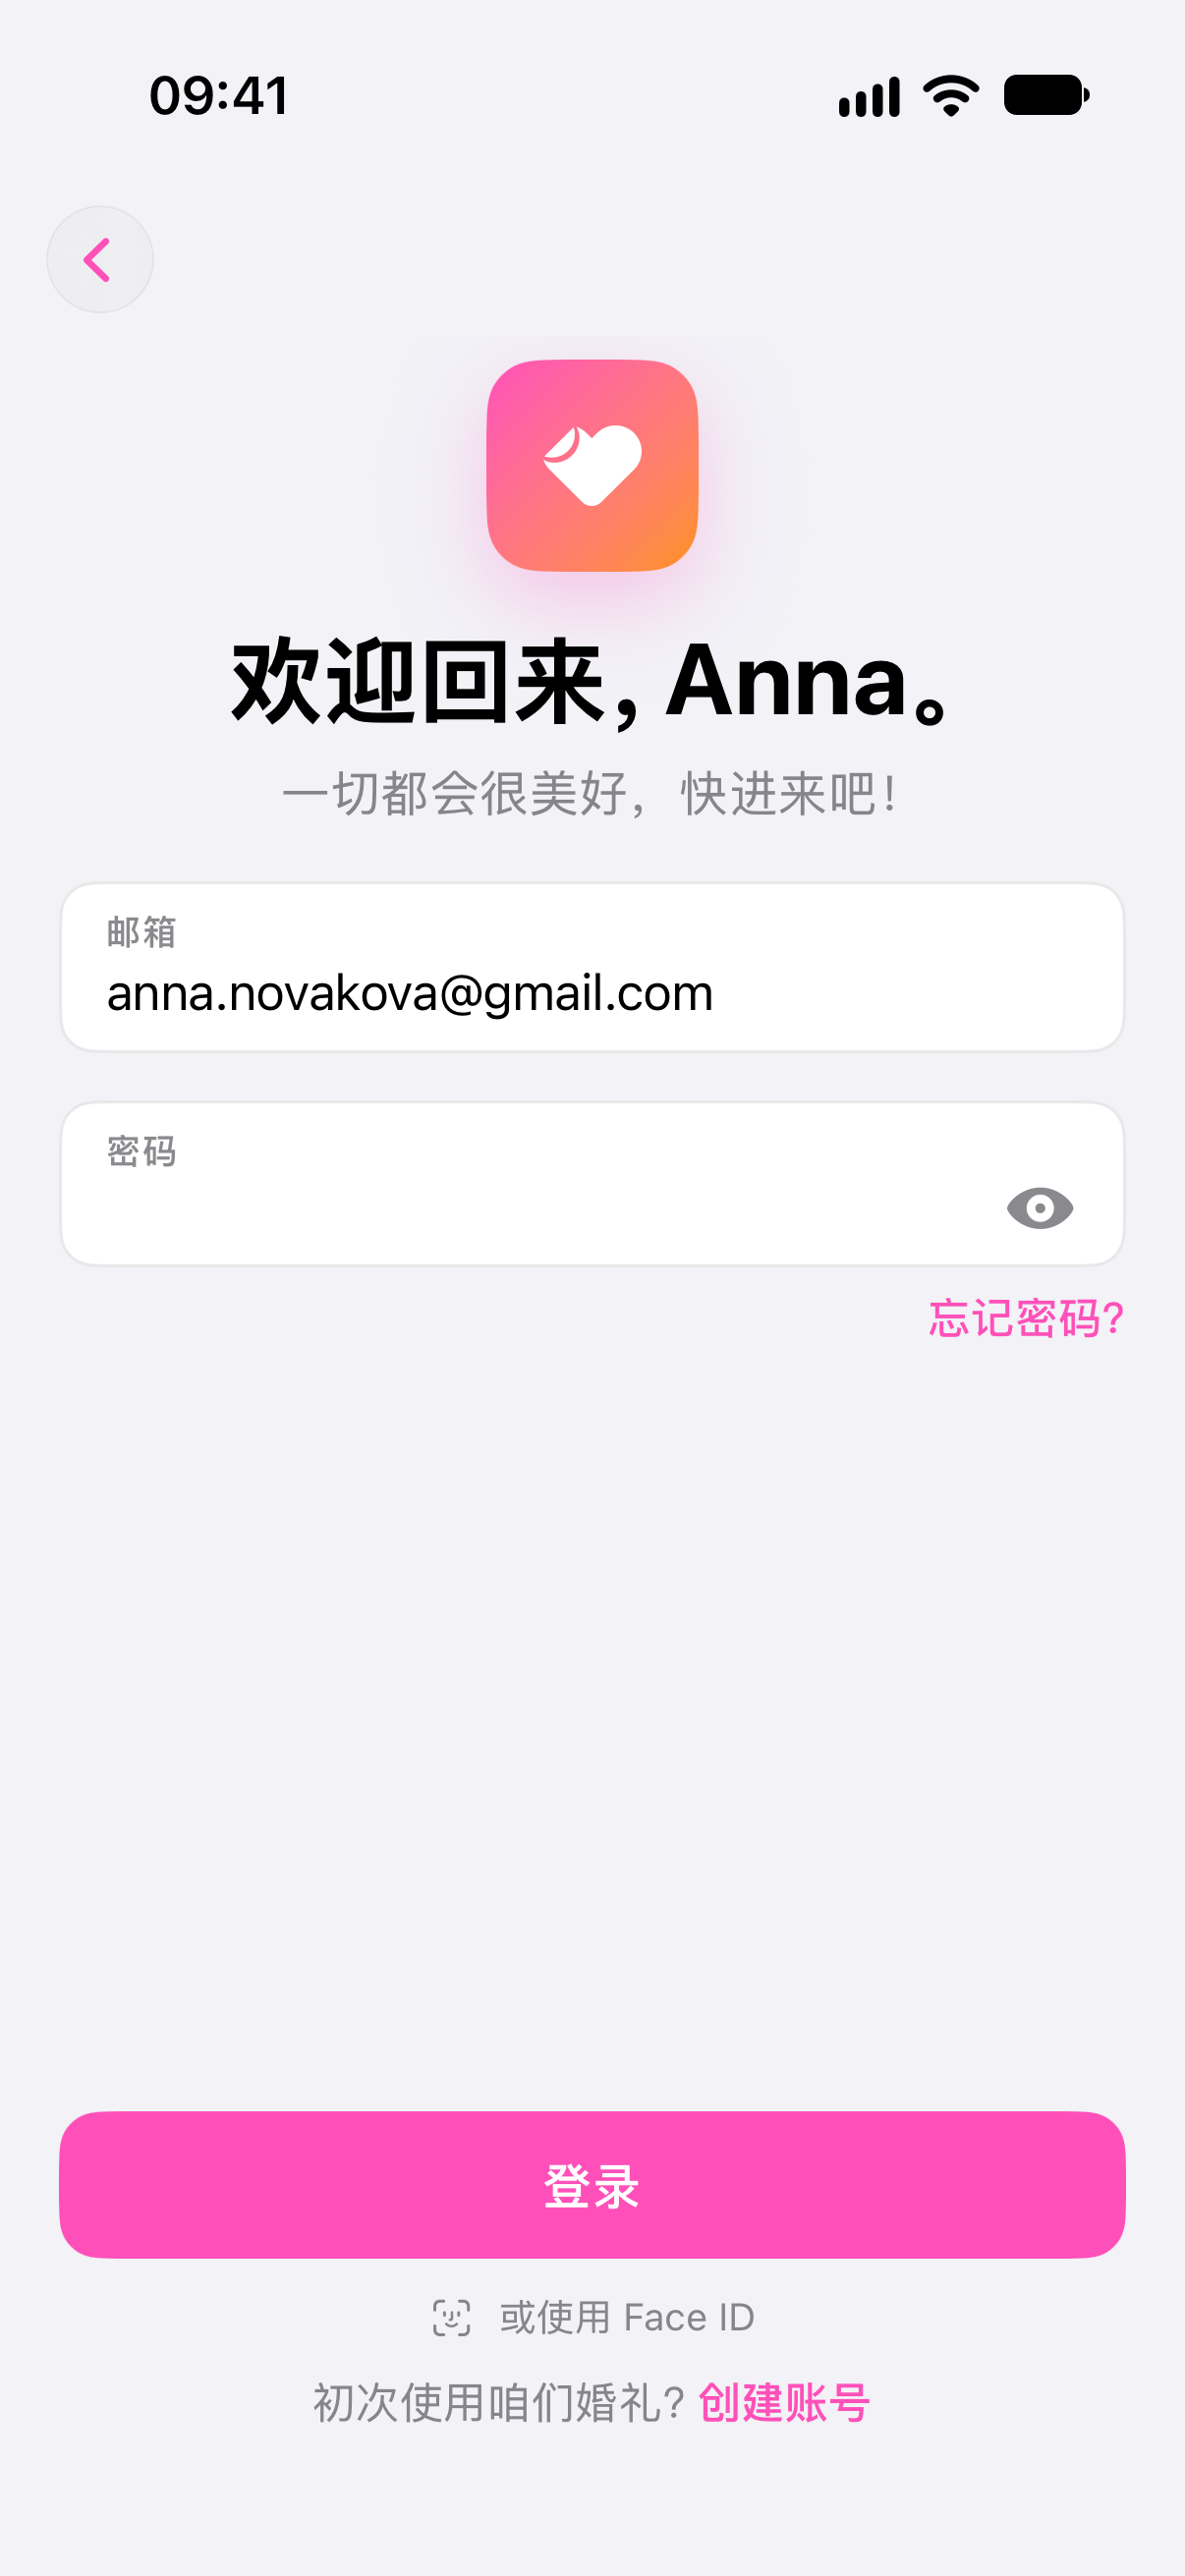 09:41
欢迎回来，Anna。
一切都会很美好，快进来吧！
邮箱
anna.novakova@gmail.com
密码
忘记密码?
登录
或使用 Face ID
初次使用咱们婚礼? 创建账号